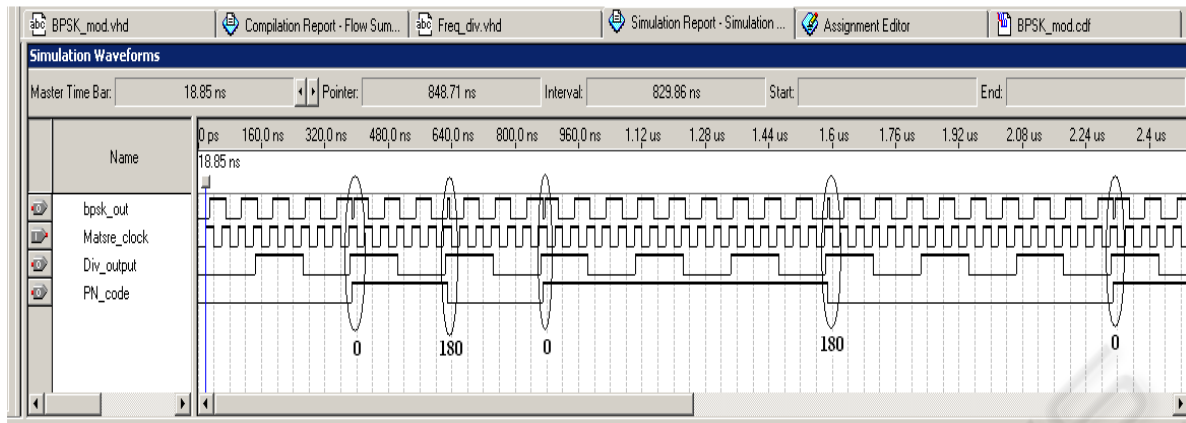 abc BPSK_mod.vhd Compilation Report - Flow Sum... abc Freq_div.vhd Simulation Report - Simulation ... Assignment Editor BPSK_mod.cdf
Simulation Waveforms
Master Time Bar: 18.85 ns Pointer: 848.71 ns Interval: 829.86 ns Start: End:
Name
0 ps 160.0 ns 320.0 ns 480.0 ns 640.0 ns 800.0 ns 960.0 ns 1.12 us 1.28 us 1.44 us 1.6 us 1.76 us 1.92 us 2.08 us 2.24 us 2.4 us
18.85 ns
bpsk_out
Matsre_clock
Div_output
PN_code
0 180 0 180 0